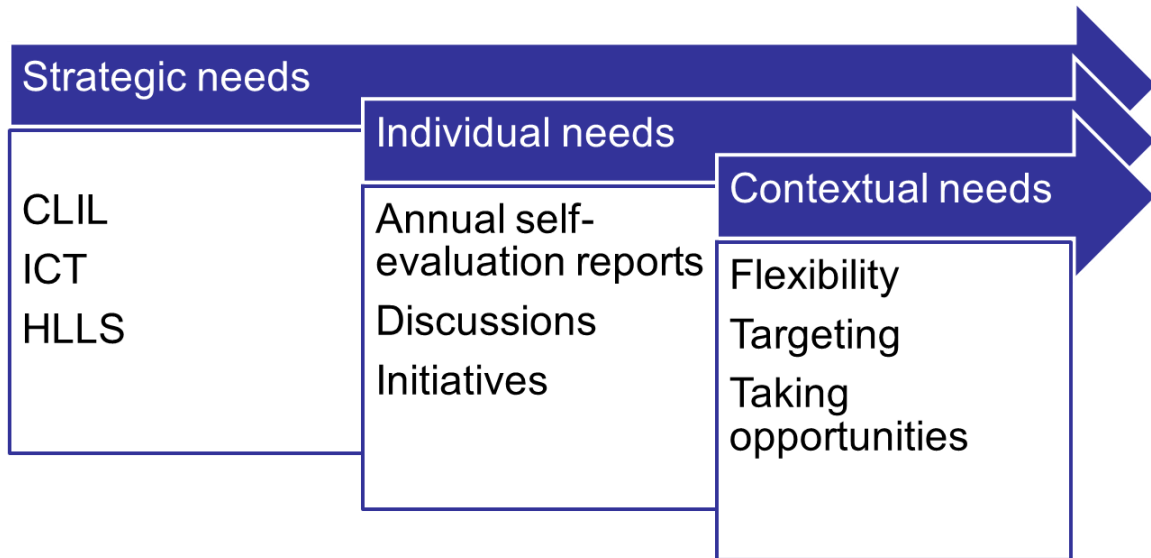 Strategic needs
CLIL
ICT
HLLS
Individual needs
Annual self-
evaluation reports
Discussions
Initiatives
Contextual needs
Flexibility
Targeting
Taking
opportunities